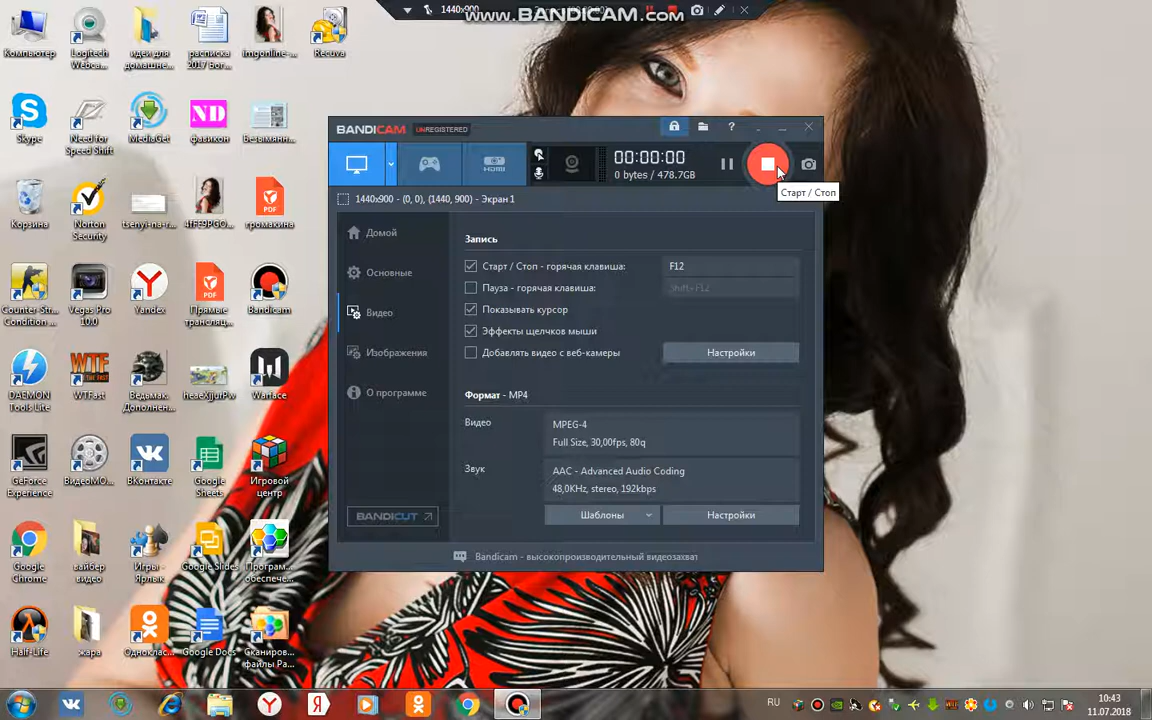 1440x900
www.BANDICAM.com
Компьютер
Logitech Webca...
идеи для домашне...
расписка 2017 Бог...
imgonline-...
Recuva
Skype
Need for Speed Shift
MediaGet
фавикон
Безымянн...
Корзина
Norton Security
tsenyi-na-r...
4fFE9PGO...
громакина
Counter-Str... Condition ...
Vegas Pro 10.0
Yandex
Прямые трансляц...
Bandicam
DAEMON Tools Lite
WTFast
Ведьмак. Дополнен...
heaeXijurPw
Warface
GeForce Experience
ВидеоМО...
ВКонтакте
Google Sheets
Игровой центр
Google Chrome
вайбер видео
Игры - Ярлык
Google Slides
Програм... обеспече...
Half-Life
жара
Одноклас...
Google Docs
Сканиров... файлы Ра...
BANDICAM UNREGISTERED
HDMI
00:00:00
0 bytes / 478.7GB
Старт / Стоп
1440x900 - (0, 0), (1440, 900) - Экран 1
Домой
Основные
Видео
Изображения
О программе
BANDICUT
Запись
Старт / Стоп - горячая клавиша: F12
Пауза - горячая клавиша: Shift+F12
Показывать курсор
Эффекты щелчков мыши
Добавлять видео с веб-камеры Настройки
Формат - MP4
Видео
MPEG-4
Full Size, 30,00fps, 80q
Звук
AAC - Advanced Audio Coding
48,0KHz, stereo, 192kbps
Шаблоны Настройки
Bandicam - высокопроизводительный видеозахват
RU
10:43
11.07.2018